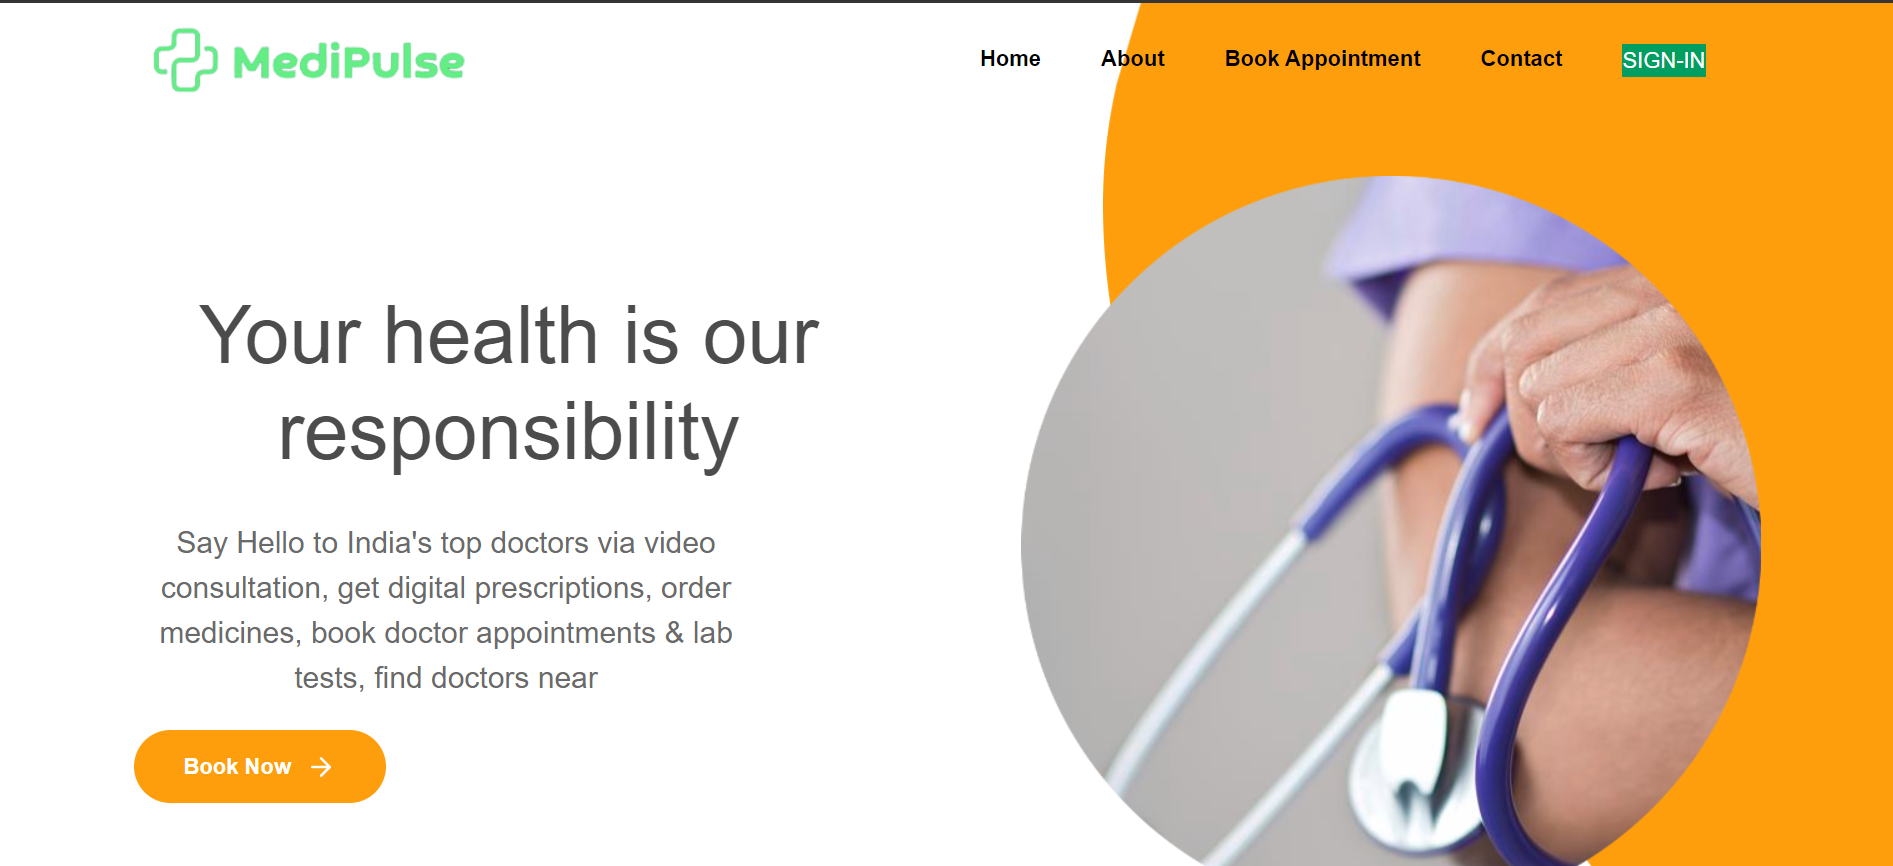 MediPulse
Home About Book Appointment Contact SIGN-IN
Your health is our
responsibility
Say Hello to India's top doctors via video
consultation, get digital prescriptions, order
medicines, book doctor appointments & lab
tests, find doctors near
Book Now